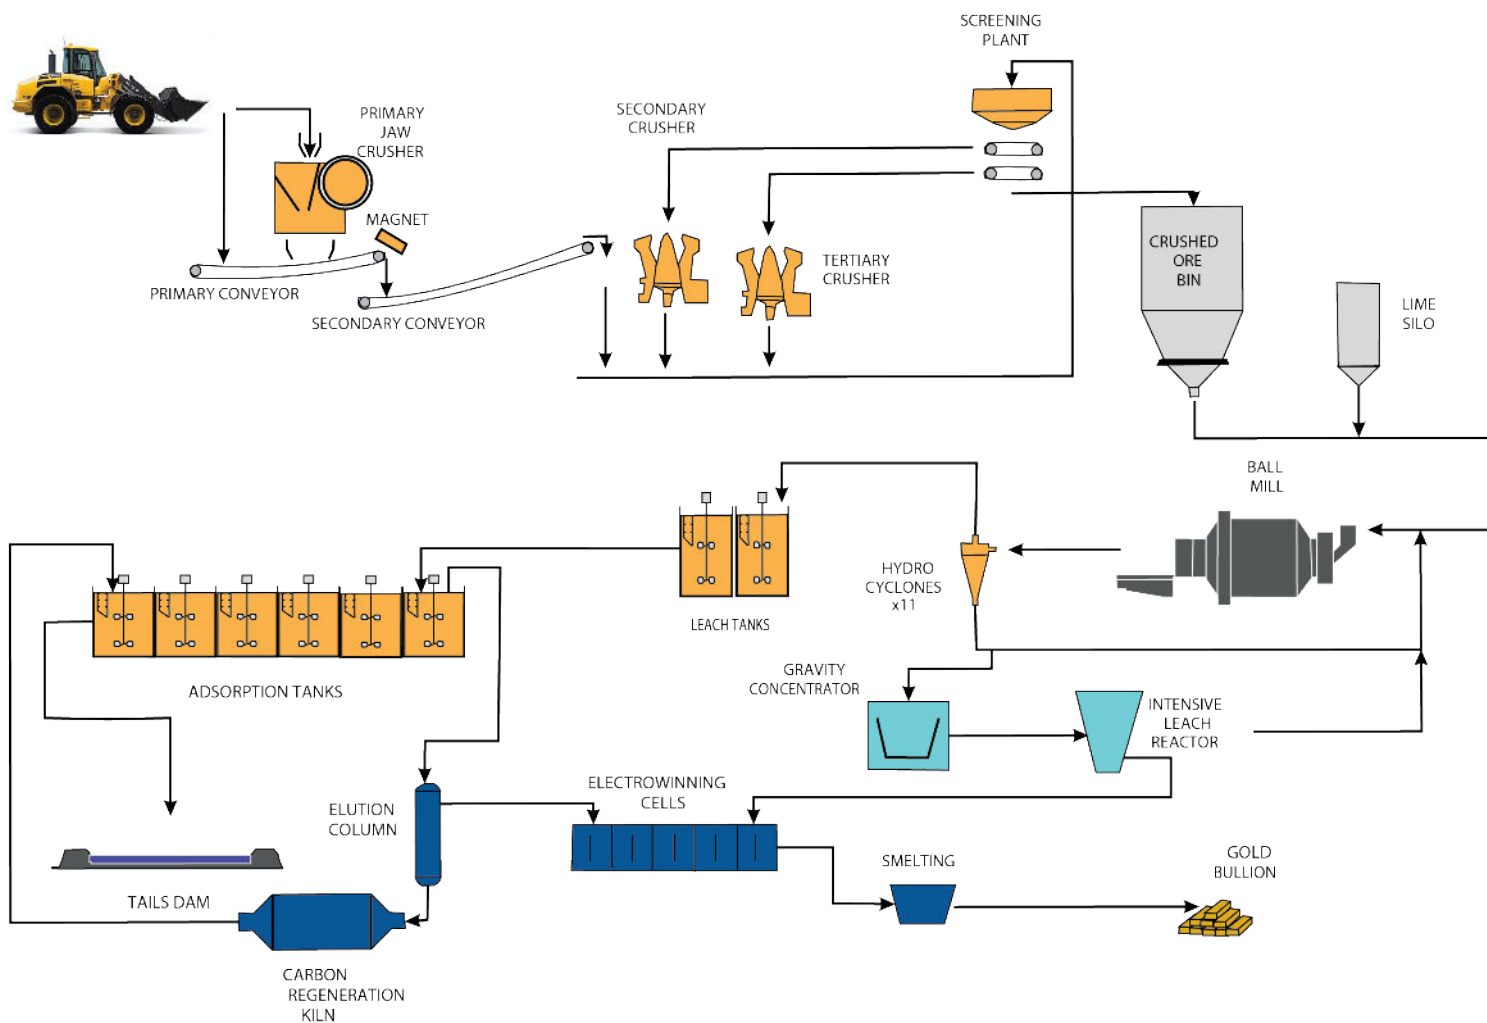 SCREENING
PLANT
PRIMARY
JAW
CRUSHER
SECONDARY
CRUSHER
MAGNET
TERTIARY
CRUSHER
CRUSHED
ORE
BIN
PRIMARY CONVEYOR
SECONDARY CONVEYOR
LIME
SILO
BALL
MILL
HYDRO
CYCLONES
x11
LEACH TANKS
ADSORPTION TANKS
GRAVITY
CONCENTRATOR
INTENSIVE
LEACH
REACTOR
ELUTION
COLUMN
ELECTROWINNING
CELLS
SMELTING
GOLD
BULLION
TAILS DAM
CARBON
REGENERATION
KILN